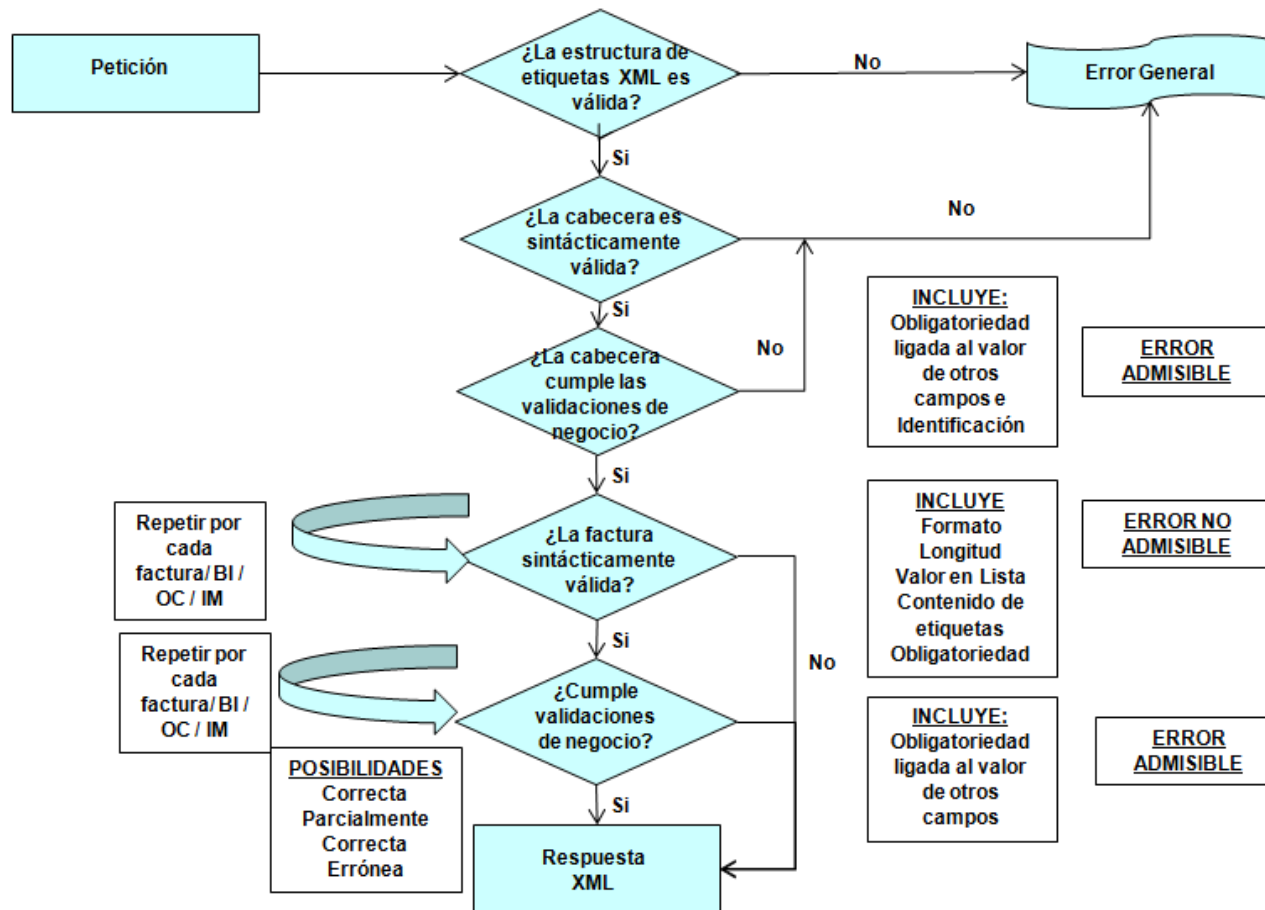 Petición
¿La estructura de
etiquetas XML es
válida?
No
Error General
Si
¿La cabecera es
sintácticamente
válida?
No
Si
¿La cabecera
cumple las
validaciones de
negocio?
No
INCLUYE:
Obligatoriedad
ligada al valor
de otros
campos e
Identificación
ERROR
ADMISIBLE
Si
Repetir por
cada
factura/ BI /
OC / IM
¿La factura
sintácticamente
válida?
INCLUYE
Formato
Longitud
Valor en Lista
Contenido de
etiquetas
Obligatoriedad
ERROR NO
ADMISIBLE
Si
No
Repetir por
cada
factura/ BI /
OC / IM
¿Cumple
validaciones
de negocio?
INCLUYE:
Obligatoriedad
ligada al valor
de otros
campos
ERROR
ADMISIBLE
POSIBILIDADES
Correcta
Parcialmente
Correcta
Errónea
Si
Respuesta
XML